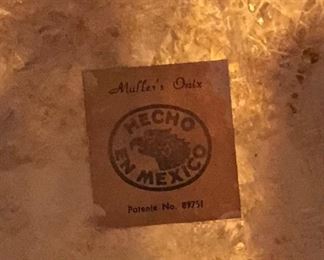 Muller's Onix
HECHO
EN MEXICO
Patente No. 89751